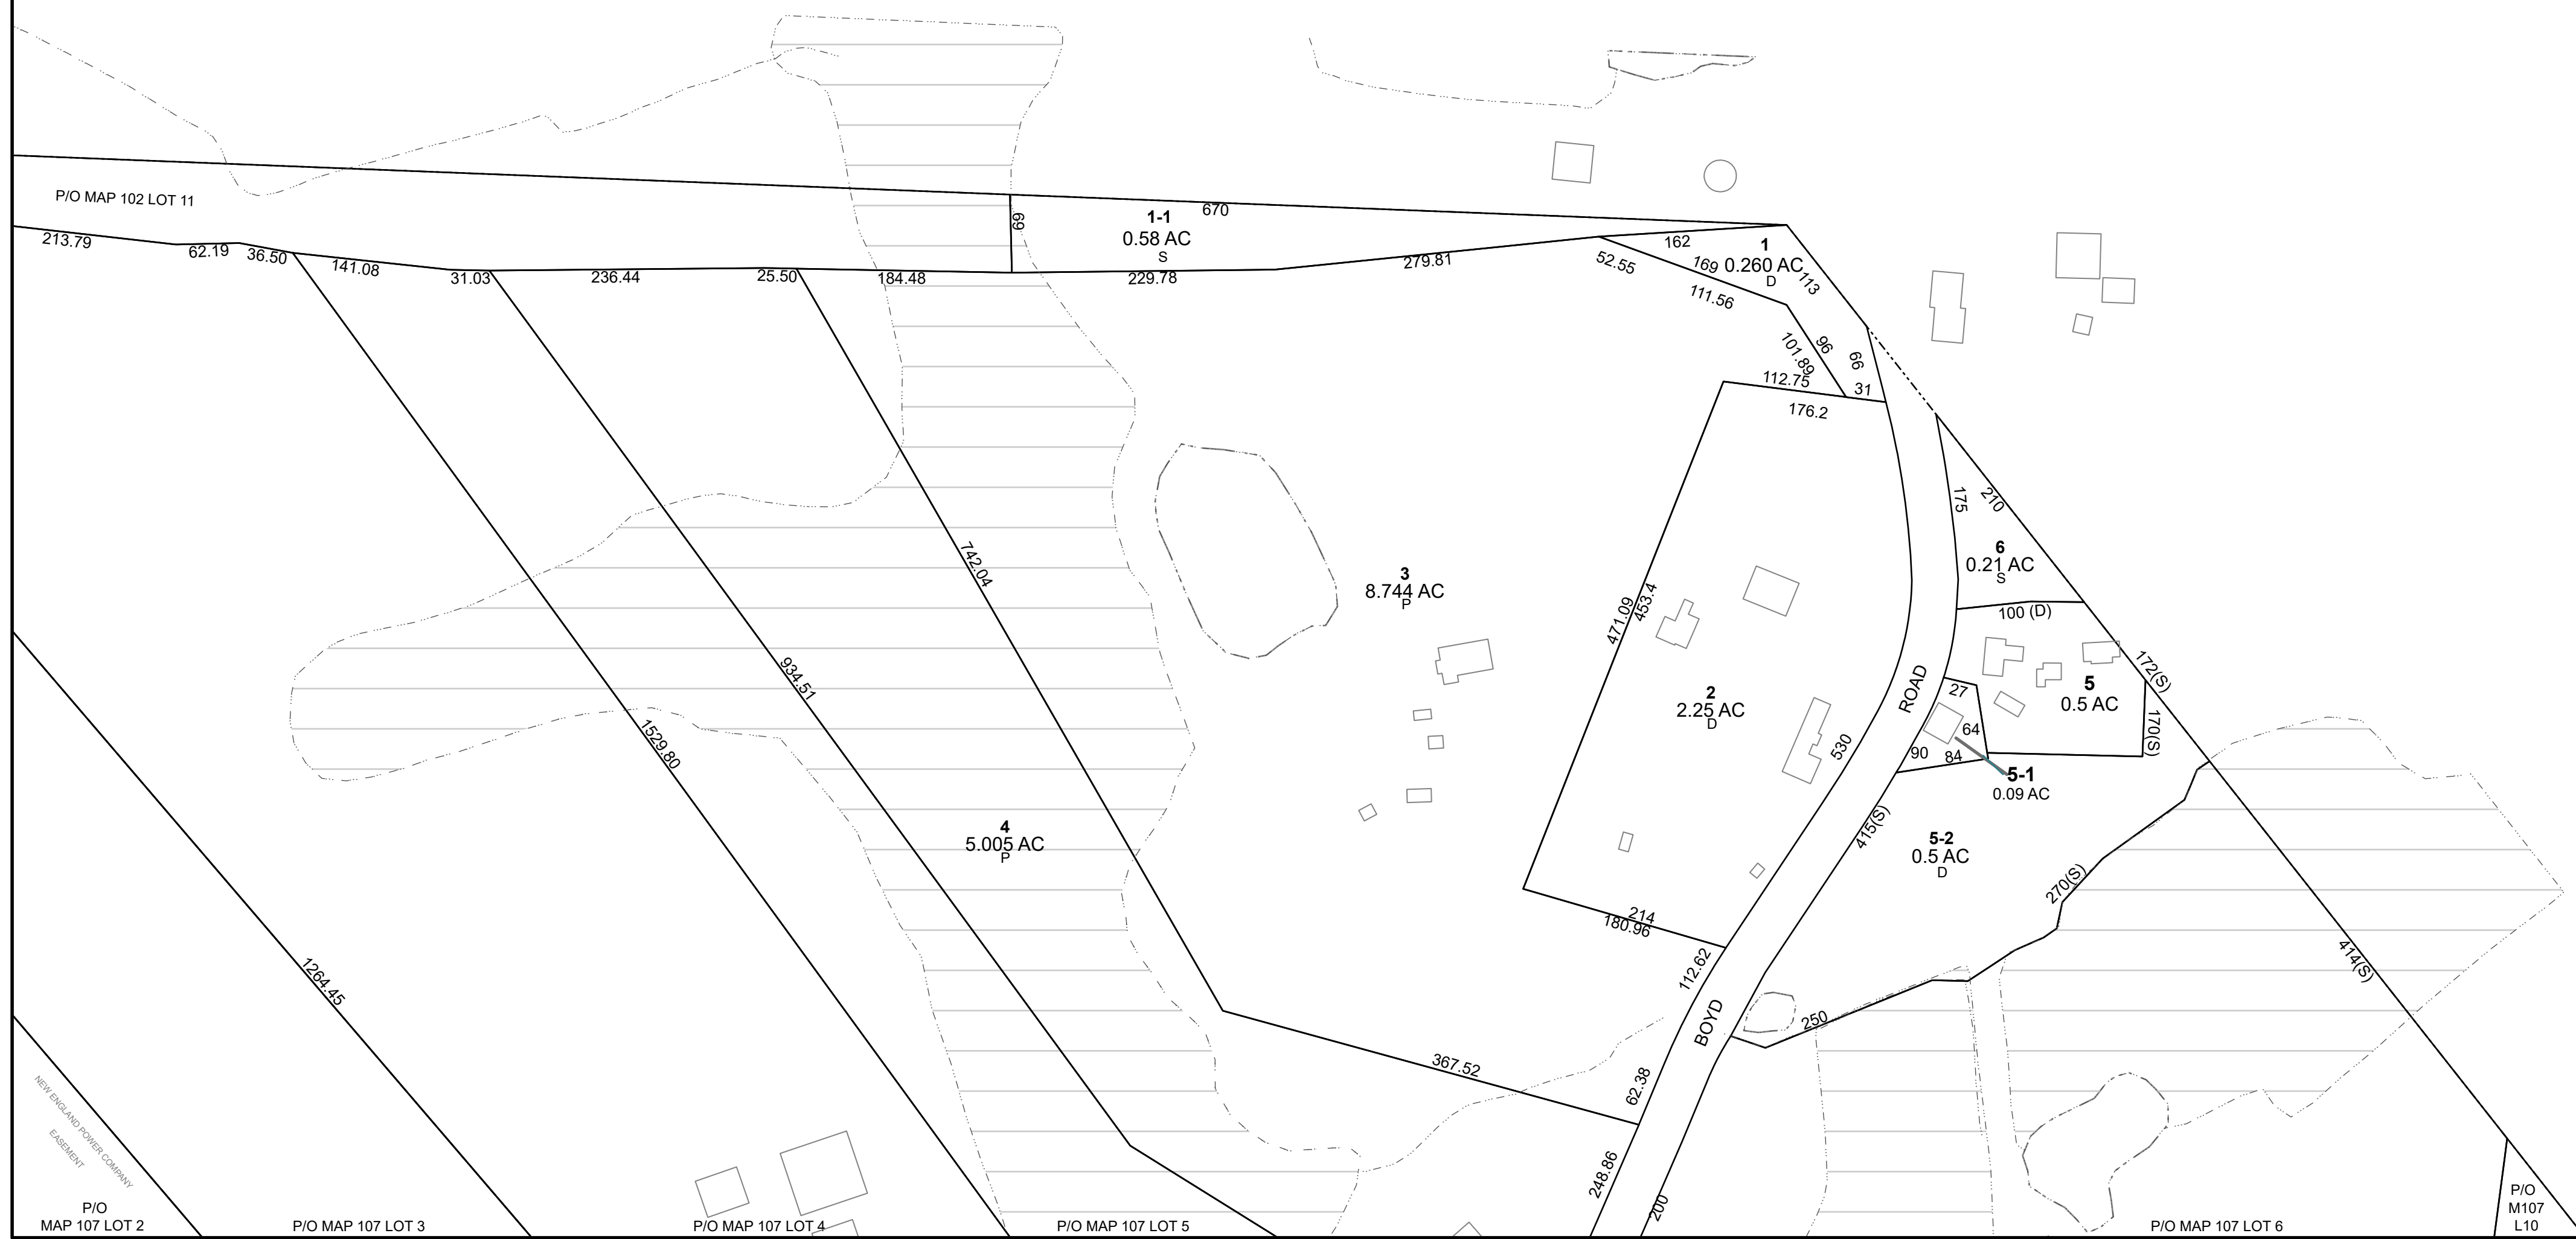 P/O MAP 102 LOT 11
670
69
1-1
0.58 AC
S
213.79
62.19
36.50
141.08
31.03
236.44
25.50
184.48
229.78
279.81
162
1
0.260 AC
D
169
113
52.55
111.56
96
66
101.89
31
112.75
176.2
175
210
6
0.21 AC
S
100 (D)
742.04
3
8.744 AC
P
471.09
453.4
934.51
1529.80
2
2.25 AC
D
530
ROAD
27
64
90
84
5
0.5 AC
172(S)
170(S)
5-1
0.09 AC
415(S)
5-2
0.5 AC
D
270(S)
4
5.005 AC
P
214
180.96
112.62
BOYD
250
414(S)
1264.45
367.52
62.38
248.86
200
NEW ENGLAND POWER COMPANY
EASEMENT
P/O
MAP 107 LOT 2
P/O MAP 107 LOT 3
P/O MAP 107 LOT 4
P/O MAP 107 LOT 5
P/O MAP 107 LOT 6
P/O
M107
L10